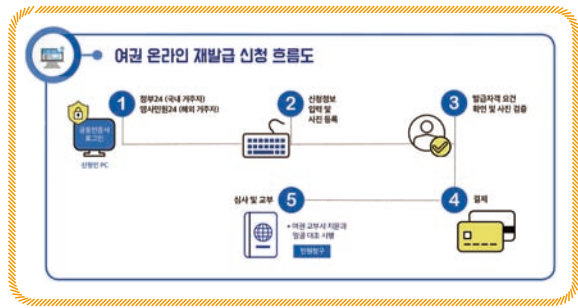 여권 온라인 재발급 신청 흐름도
1
정부24 (국내 거주자)
영사민원24 (해외 거주자)
공동인증서
로그인
신청인 PC
2
신청정보
입력 및
사진 등록
3
발급자격 요건
확인 및 사진 검증
4
결제
5
심사 및 교부
• 여권 교부시 지문과
얼굴 대조 시행
민원창구